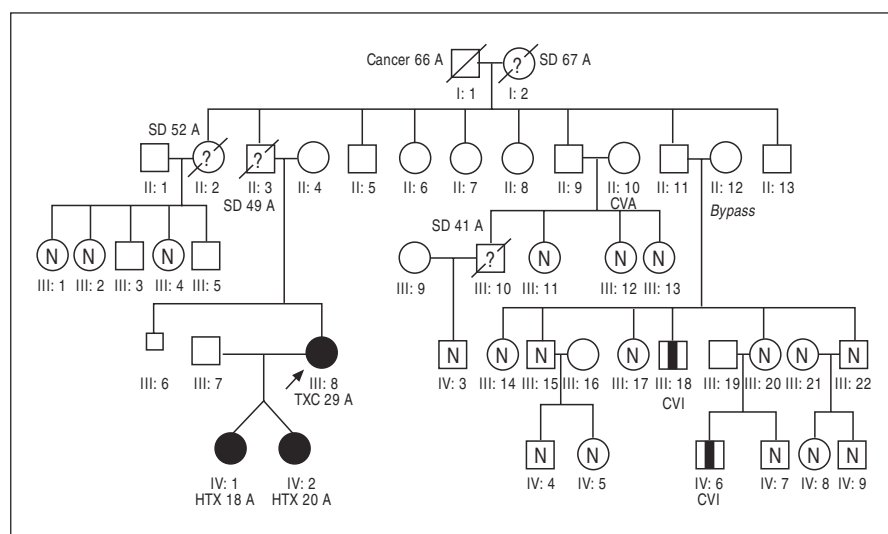 Cancer 66 A ? SD 67 A
I: 1 I: 2
SD 52 A
? ?
II: 1 II: 2 II: 3 II: 4 II: 5 II: 6 II: 7 II: 8 II: 9 II: 10 II: 11 II: 12 II: 13
SD 49 A CVA Bypass
SD 41 A
N N N ? N N N
III: 1 III: 2 III: 3 III: 4 III: 5 III: 9 III: 10 III: 11 III: 12 III: 13
N N N N N N
III: 6 III: 7 III: 8 IV: 3 III: 14 III: 15 III: 16 III: 17 III: 18 III: 19 III: 20 III: 21 III: 22
TXC 29 A CVI
N N N N N
IV: 1 IV: 2 IV: 4 IV: 5 IV: 6 IV: 7 IV: 8 IV: 9
HTX 18 A HTX 20 A CVI